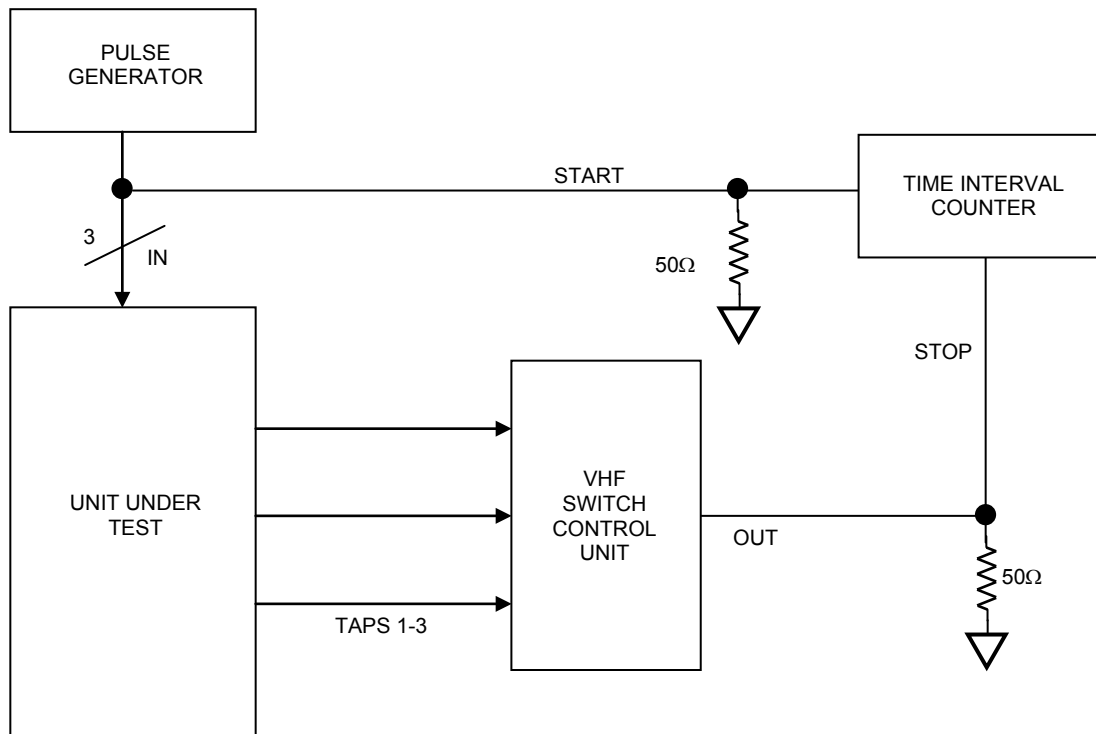 PULSE
GENERATOR
START
TIME INTERVAL
COUNTER
3
IN
50Ω
STOP
UNIT UNDER
TEST
VHF
SWITCH
CONTROL
UNIT
OUT
50Ω
TAPS 1-3